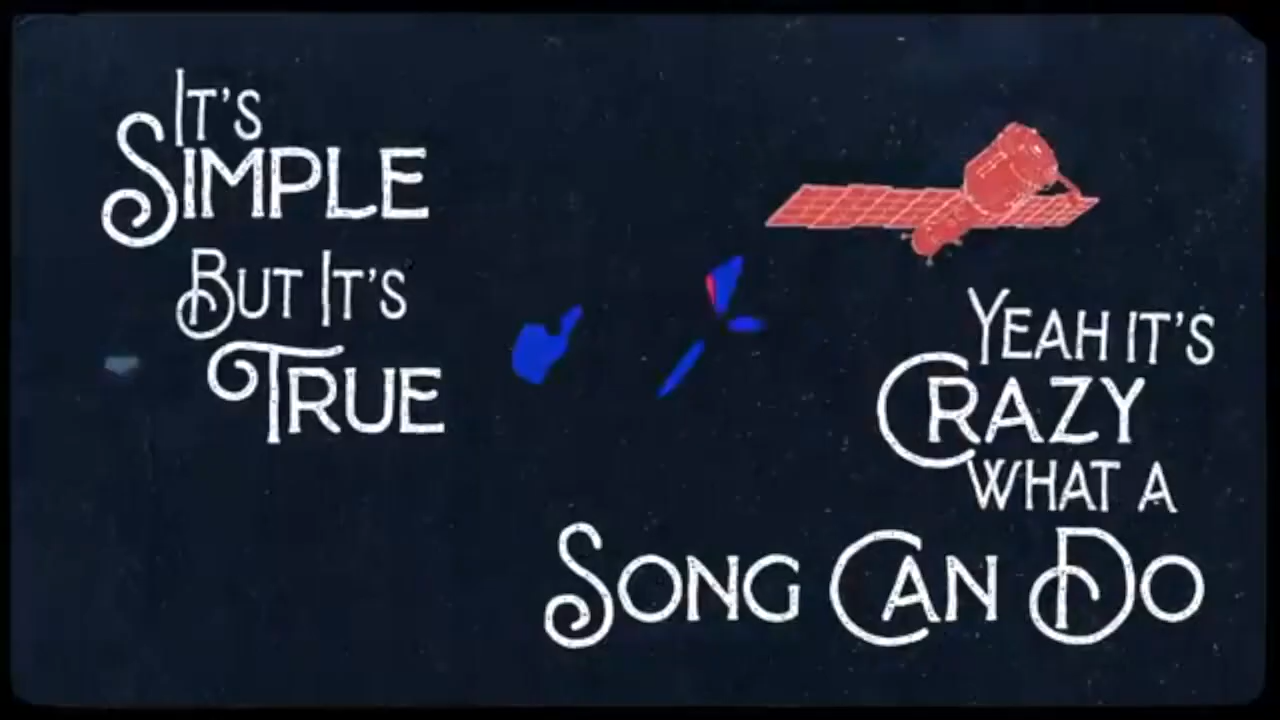 It's
Simple
But It's
True
Yeah it's
Crazy
what a
Song Can Do